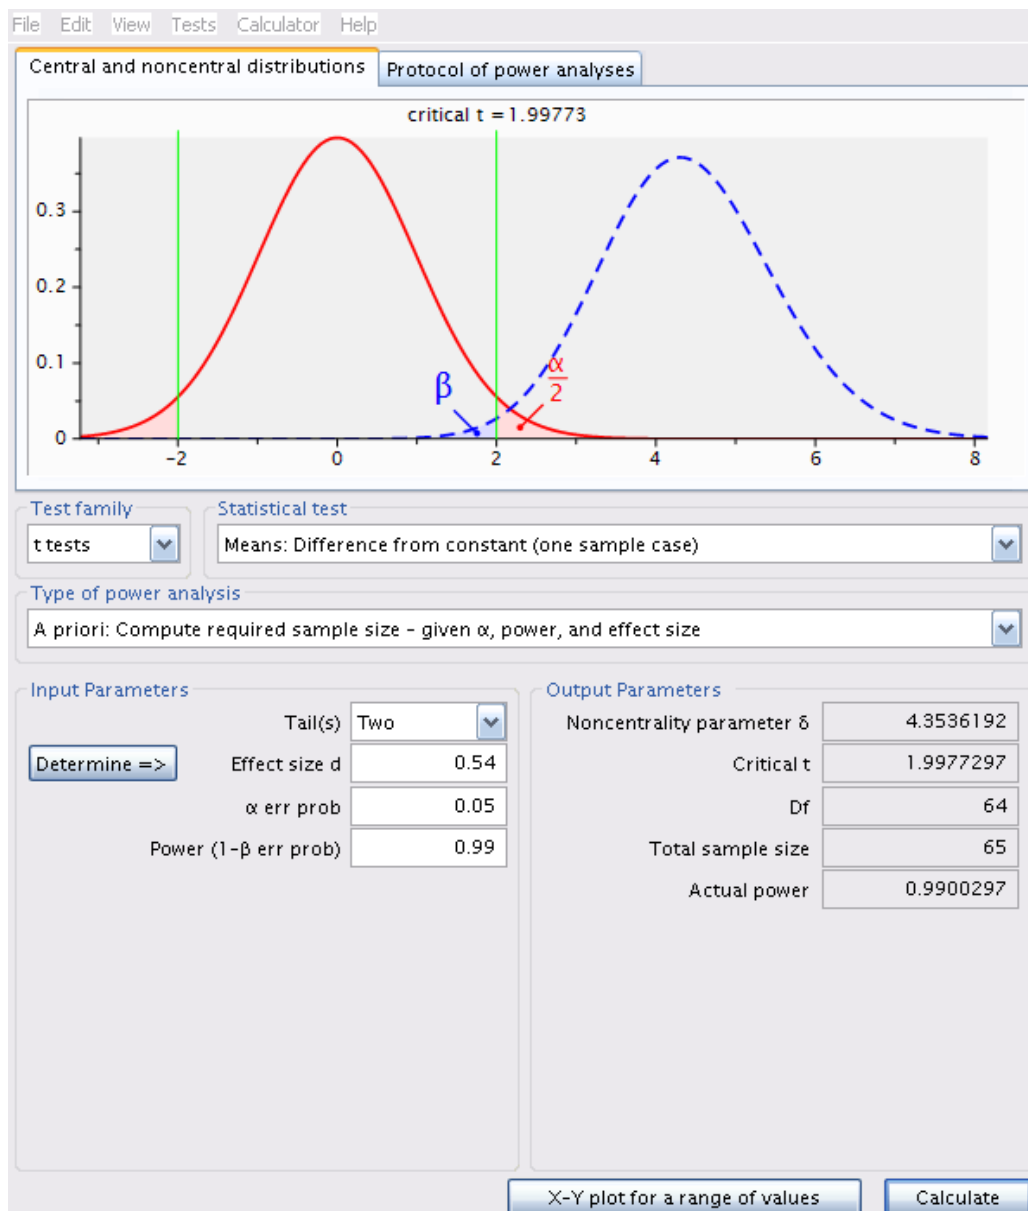 File Edit View Tests Calculator Help
Central and noncentral distributions Protocol of power analyses
critical t = 1.99773
0.3
0.2
0.1
0
β
α
2
-2 0 2 4 6 8
Test family Statistical test
t tests Means: Difference from constant (one sample case)
Type of power analysis
A priori: Compute required sample size - given α, power, and effect size
Input Parameters
Tail(s) Two
Determine => Effect size d 0.54
α err prob 0.05
Power (1-β err prob) 0.99
Output Parameters
Noncentrality parameter δ 4.3536192
Critical t 1.9977297
Df 64
Total sample size 65
Actual power 0.9900297
X-Y plot for a range of values Calculate